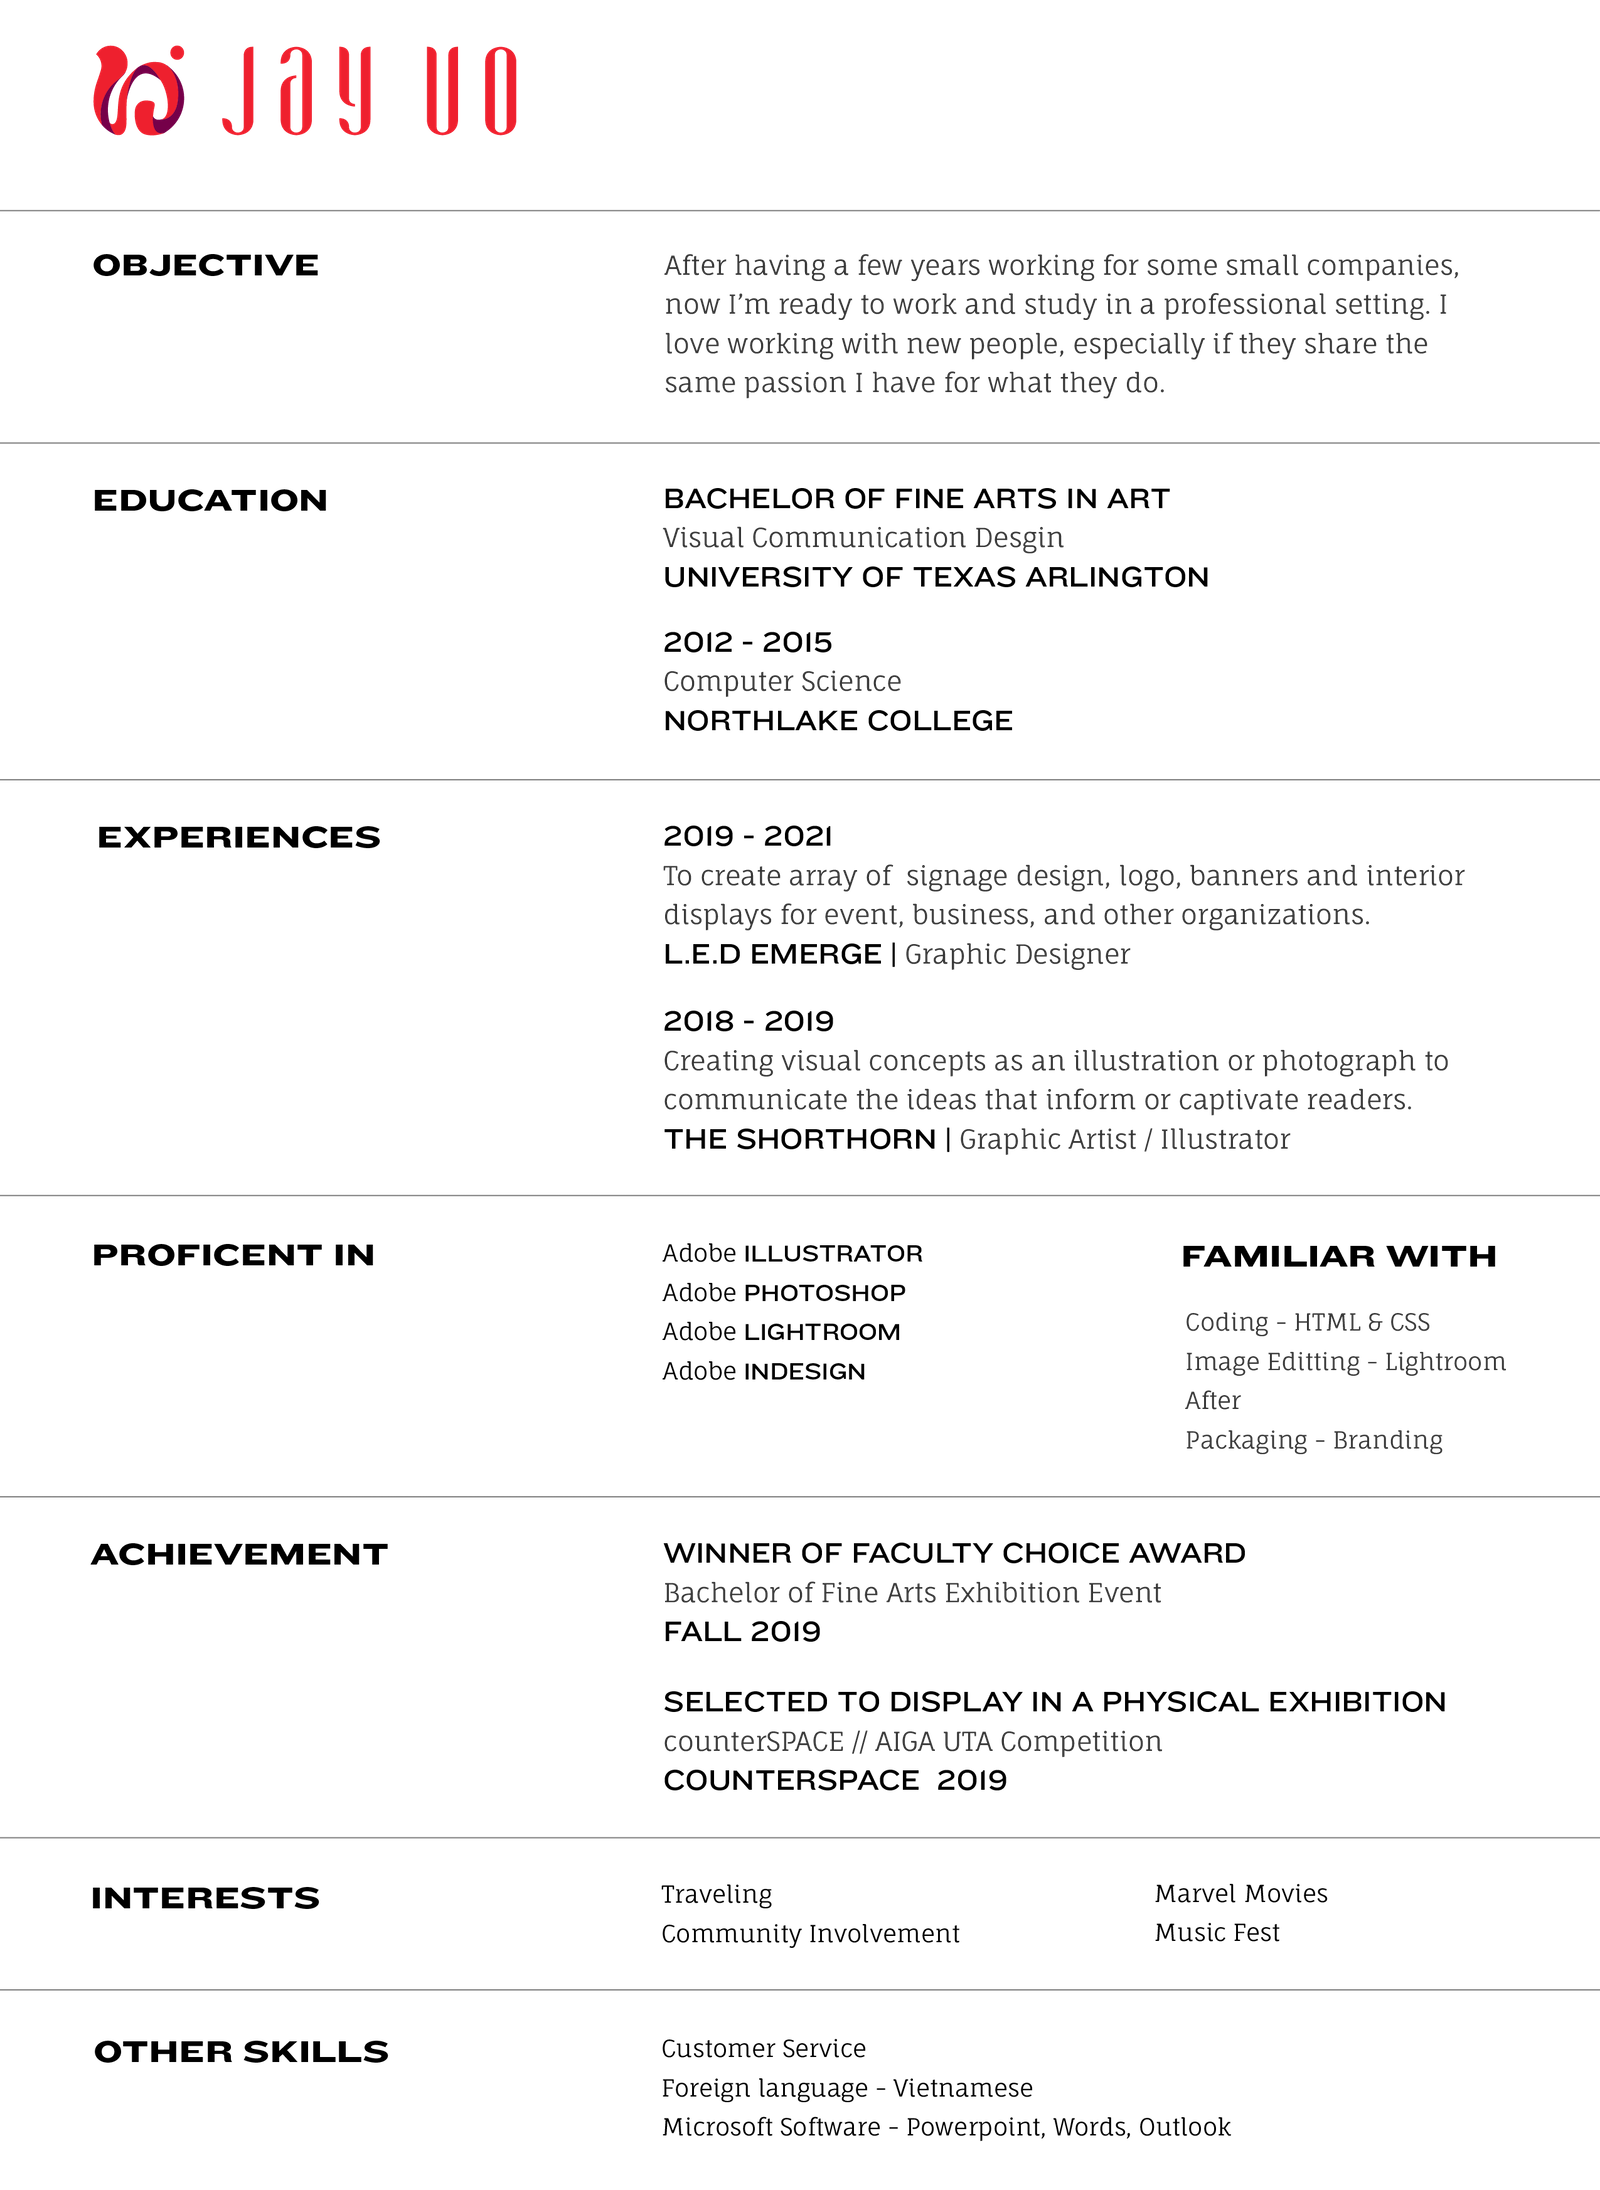 Jay Vo
OBJECTIVE
After having a few years working for some small companies,
now I’m ready to work and study in a professional setting. I
love working with new people, especially if they share the
same passion I have for what they do.
EDUCATION
BACHELOR OF FINE ARTS IN ART
Visual Communication Desgin
UNIVERSITY OF TEXAS ARLINGTON
2012 - 2015
Computer Science
NORTHLAKE COLLEGE
EXPERIENCES
2019 - 2021
To create array of  signage design, logo, banners and interior
displays for event, business, and other organizations.
L.E.D EMERGE | Graphic Designer
2018 - 2019
Creating visual concepts as an illustration or photograph to
communicate the ideas that inform or captivate readers.
THE SHORTHORN | Graphic Artist / Illustrator
PROFICENT IN
Adobe ILLUSTRATOR
Adobe PHOTOSHOP
Adobe LIGHTROOM
Adobe INDESIGN
FAMILIAR WITH
Coding - HTML & CSS
Image Editting - Lightroom
After
Packaging - Branding
ACHIEVEMENT
WINNER OF FACULTY CHOICE AWARD
Bachelor of Fine Arts Exhibition Event
FALL 2019
SELECTED TO DISPLAY IN A PHYSICAL EXHIBITION
counterSPACE // AIGA UTA Competition
COUNTERSPACE  2019
INTERESTS
Traveling
Community Involvement
Marvel Movies
Music Fest
OTHER SKILLS
Customer Service
Foreign language - Vietnamese
Microsoft Software - Powerpoint, Words, Outlook